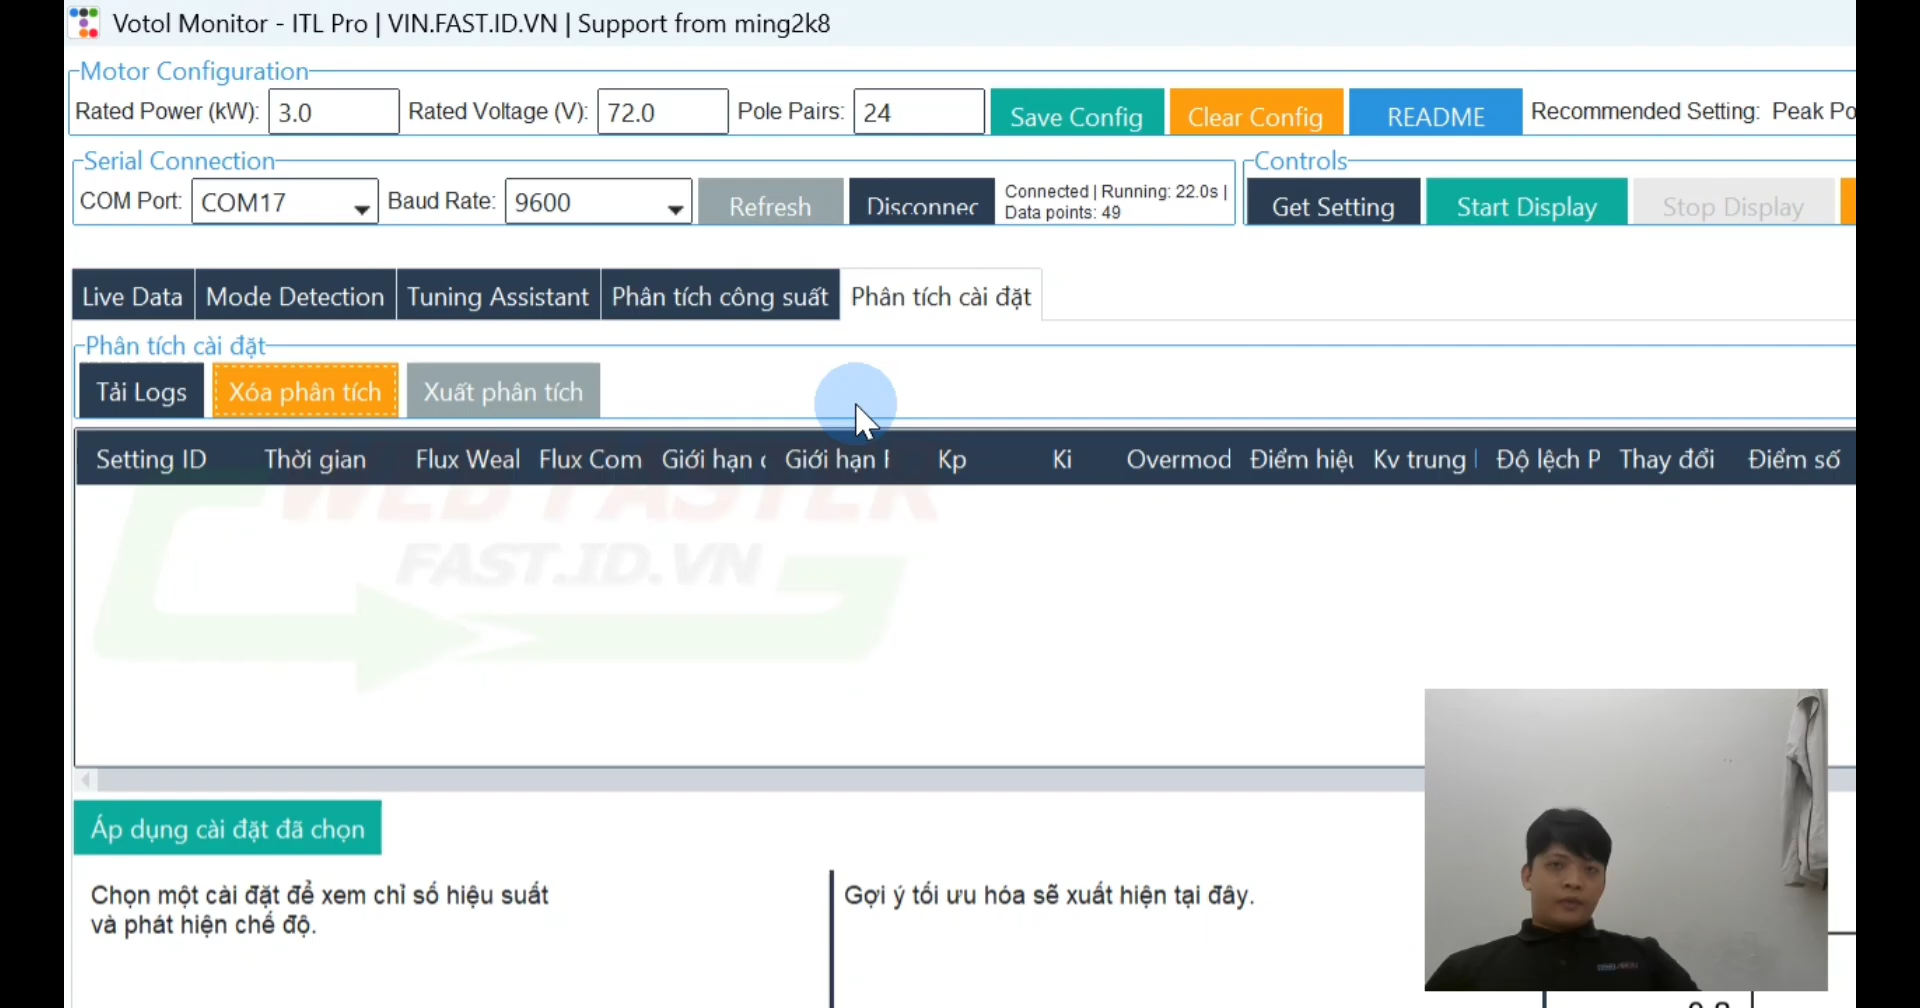 Votol Monitor - ITL Pro | VIN.FAST.ID.VN | Support from ming2k8
Motor Configuration
Rated Power (kW): 3.0 Rated Voltage (V): 72.0 Pole Pairs: 24 Save Config Clear Config README Recommended Setting: Peak Po
Serial Connection Controls
COM Port: COM17 Baud Rate: 9600 Refresh Disconnec Connected | Running: 22.0s |
Data points: 49
Get Setting Start Display Stop Display
Live Data Mode Detection Tuning Assistant Phân tích công suất Phân tích cài đặt
Phân tích cài đặt
Tải Logs Xóa phân tích Xuất phân tích
Setting ID Thời gian Flux Weal Flux Com Giới hạn Giới hạn Kp Ki Overmod Điểm hiệu Kv trung Độ lệch P Thay đổi Điểm số
WEB FASTER
FAST.ID.VN
Áp dụng cài đặt đã chọn
Chọn một cài đặt để xem chỉ số hiệu suất
và phát hiện chế độ.
Gợi ý tối ưu hóa sẽ xuất hiện tại đây.